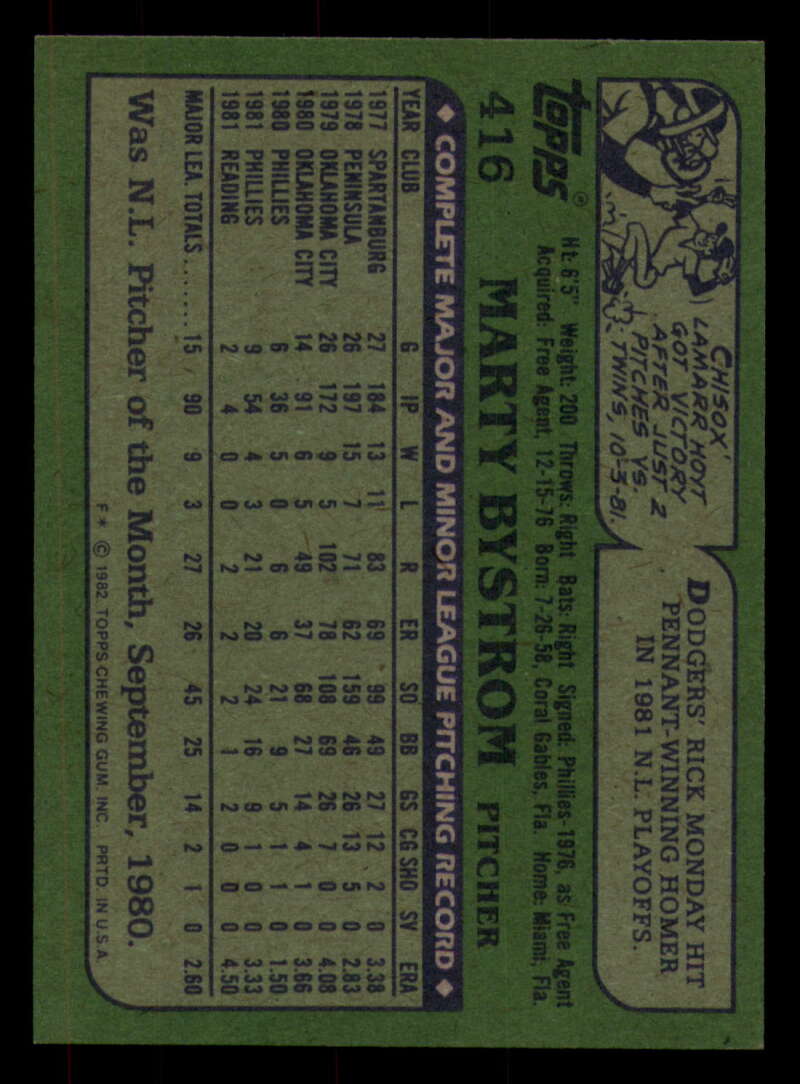 CHISOX'
LAMARR HOYT
GOT VICTORY
AFTER JUST 2
PITCHES VS.
TWINS, 10-3-81.
DODGERS' RICK MONDAY HIT
PENNANT-WINNING HOMER
IN 1981 N.L. PLAYOFFS.
topps®
Ht: 6'5" Weight: 200 Throws: Right Bats: Right Signed: Phillies-1976, as Free Agent
Acquired: Free Agent, 12-15-76 Born: 7-26-58, Coral Gables, Fla. Home: Miami, Fla.
416 MARTY BYSTROM PITCHER
◆ COMPLETE MAJOR AND MINOR LEAGUE PITCHING RECORD ◆
YEAR CLUB G IP W L R ER SO BB GS CG SHO SV ERA
1977 SPARTANBURG 27 184 13 11 83 69 99 49 27 12 2 0 3.38
1978 PENINSULA 26 197 15 7 71 62 159 46 26 13 5 0 2.83
1979 OKLAHOMA CITY 26 172 9 5 102 78 108 69 26 7 0 0 4.08
1980 OKLAHOMA CITY 14 91 6 5 49 37 68 27 14 4 1 0 3.66
1980 PHILLIES 6 36 5 0 6 6 21 9 5 1 1 0 1.50
1981 PHILLIES 9 54 4 3 21 20 24 16 9 1 0 0 3.33
1981 READING 2 4 0 0 2 2 2 1 2 0 0 0 4.50
MAJOR LEA. TOTALS....... 15 90 9 3 27 26 45 25 14 2 1 0 2.60
Was N.L. Pitcher of the Month, September, 1980.
F* © 1982 TOPPS CHEWING GUM, INC. PRTD. IN U.S.A.